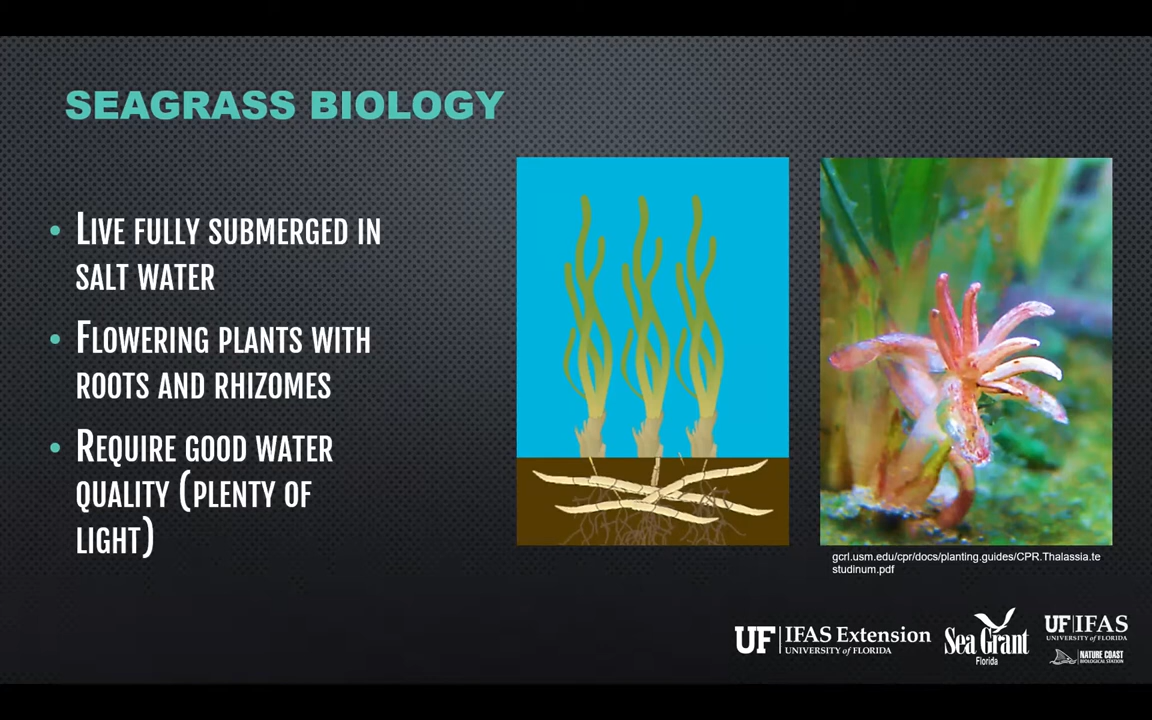 SEAGRASS BIOLOGY
• LIVE FULLY SUBMERGED IN
SALT WATER
• FLOWERING PLANTS WITH
ROOTS AND RHIZOMES
• REQUIRE GOOD WATER
QUALITY (PLENTY OF
LIGHT)
gcrl.usm.edu/cpr/docs/planting.guides/CPR.Thalassia.te
studinum.pdf
UF | IFAS Extension
UNIVERSITY of FLORIDA
Sea Grant
Florida
UF | IFAS
UNIVERSITY of FLORIDA
NATURE COAST
BIOLOGICAL STATION